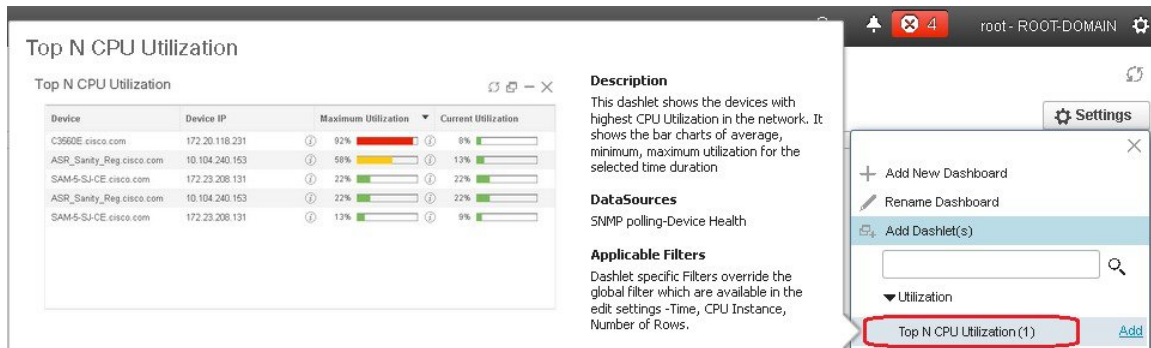 4 root - ROOT-DOMAIN
Top N CPU Utilization
Top N CPU Utilization
Device Device IP Maximum Utilization Current Utilization
C3560E.cisco.com 172.20.118.231 92% 8%
ASR_Sanity_Reg.cisco.com 10.104.240.153 58% 13%
SAM-5-SJ-CE.cisco.com 172.23.208.131 22% 22%
ASR_Sanity_Reg.cisco.com 10.104.240.153 22% 22%
SAM-5-SJ-CE.cisco.com 172.23.208.131 13% 9%
Description
This dashlet shows the devices with
highest CPU Utilization in the network. It
shows the bar charts of average,
minimum, maximum utilization for the
selected time duration
DataSources
SNMP polling-Device Health
Applicable Filters
Dashlet specific Filters override the
global filter which are available in the
edit settings -Time, CPU Instance,
Number of Rows.
Settings
Add New Dashboard
Rename Dashboard
Add Dashlet(s)
Utilization
Top N CPU Utilization (1) Add